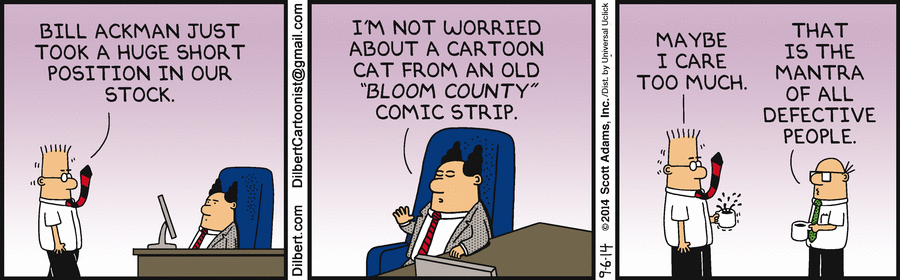 BILL ACKMAN JUST
TOOK A HUGE SHORT
POSITION IN OUR
STOCK.
Dilbert.com DilbertCartoonist@gmail.com
I'M NOT WORRIED
ABOUT A CARTOON
CAT FROM AN OLD
"BLOOM COUNTY"
COMIC STRIP.
9-6-14 © 2014 Scott Adams, Inc. /Dist. by Universal Uclick
MAYBE
I CARE
TOO MUCH.
THAT
IS THE
MANTRA
OF ALL
DEFECTIVE
PEOPLE.